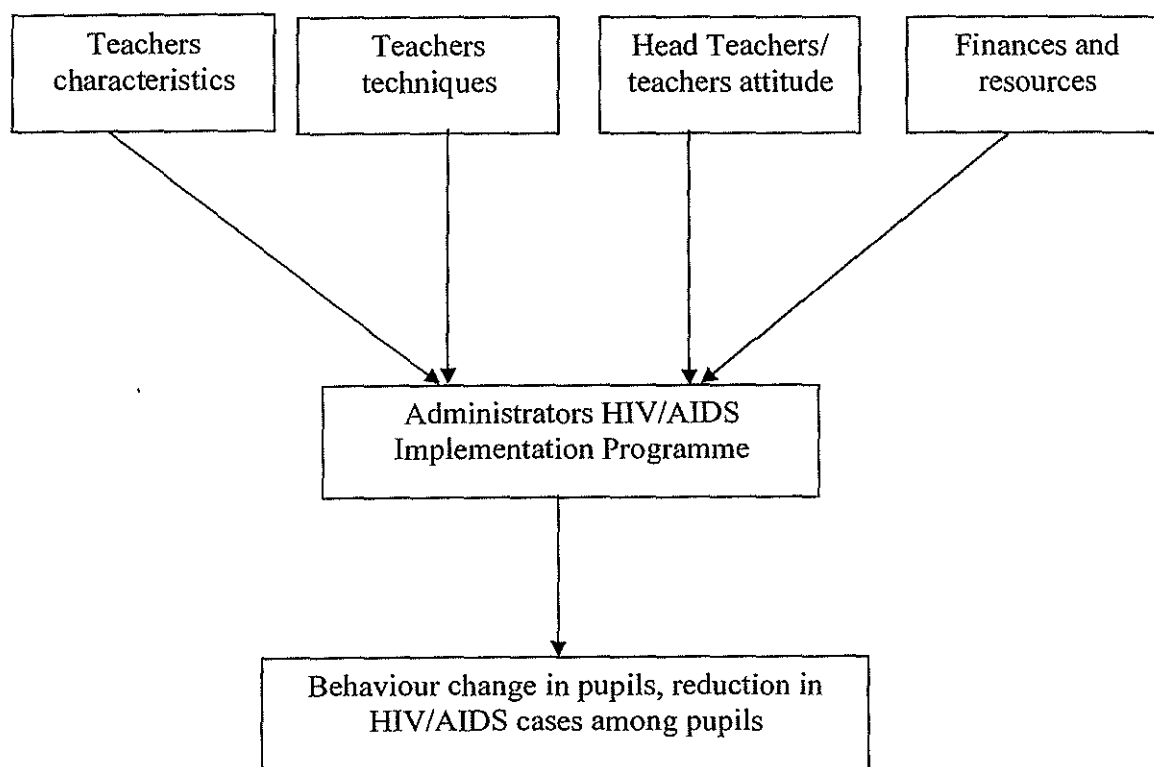 Teachers
characteristics
Teachers
techniques
Head Teachers/
teachers attitude
Finances and
resources
Administrators HIV/AIDS
Implementation Programme
Behaviour change in pupils, reduction in
HIV/AIDS cases among pupils